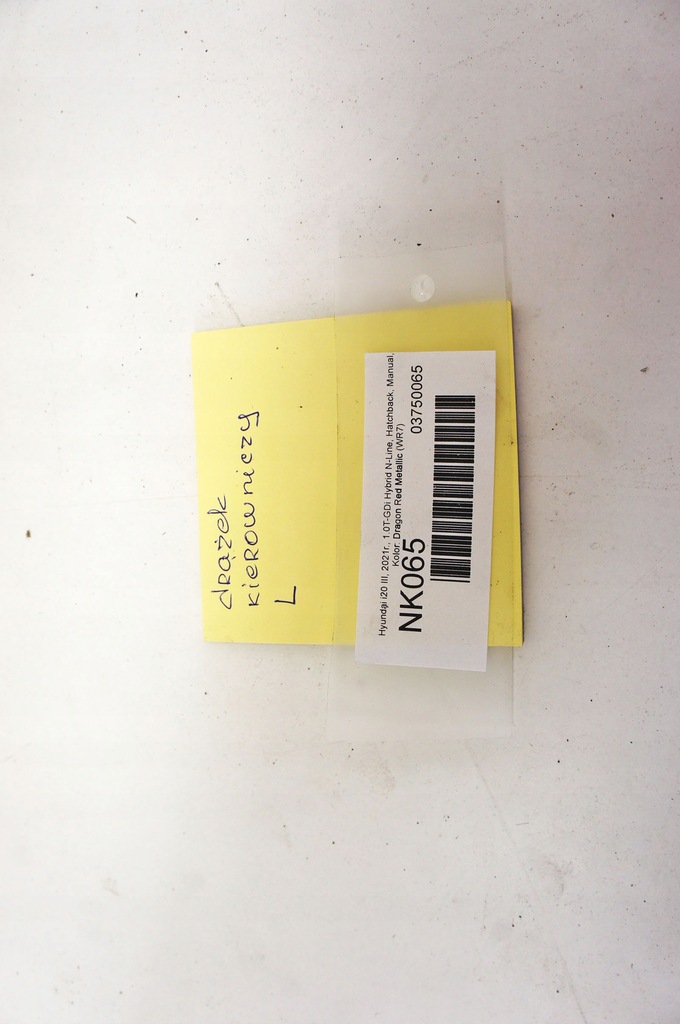 drążek
kierowniczy
L
Hyundai i20 III, 2021r., 1.0T-GDi Hybrid N-Line, Hatchback, Manual,
Kolor: Dragon Red Metallic (WR7)
NK065 03750065